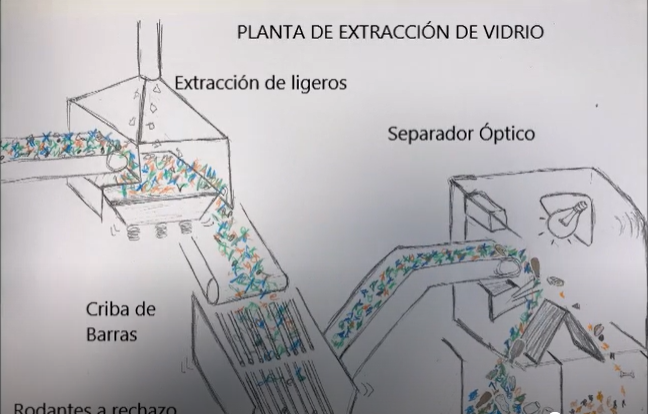 PLANTA DE EXTRACCIÓN DE VIDRIO
Extracción de ligeros
Separador Óptico
Criba de
Barras
Rodantes a rechazo